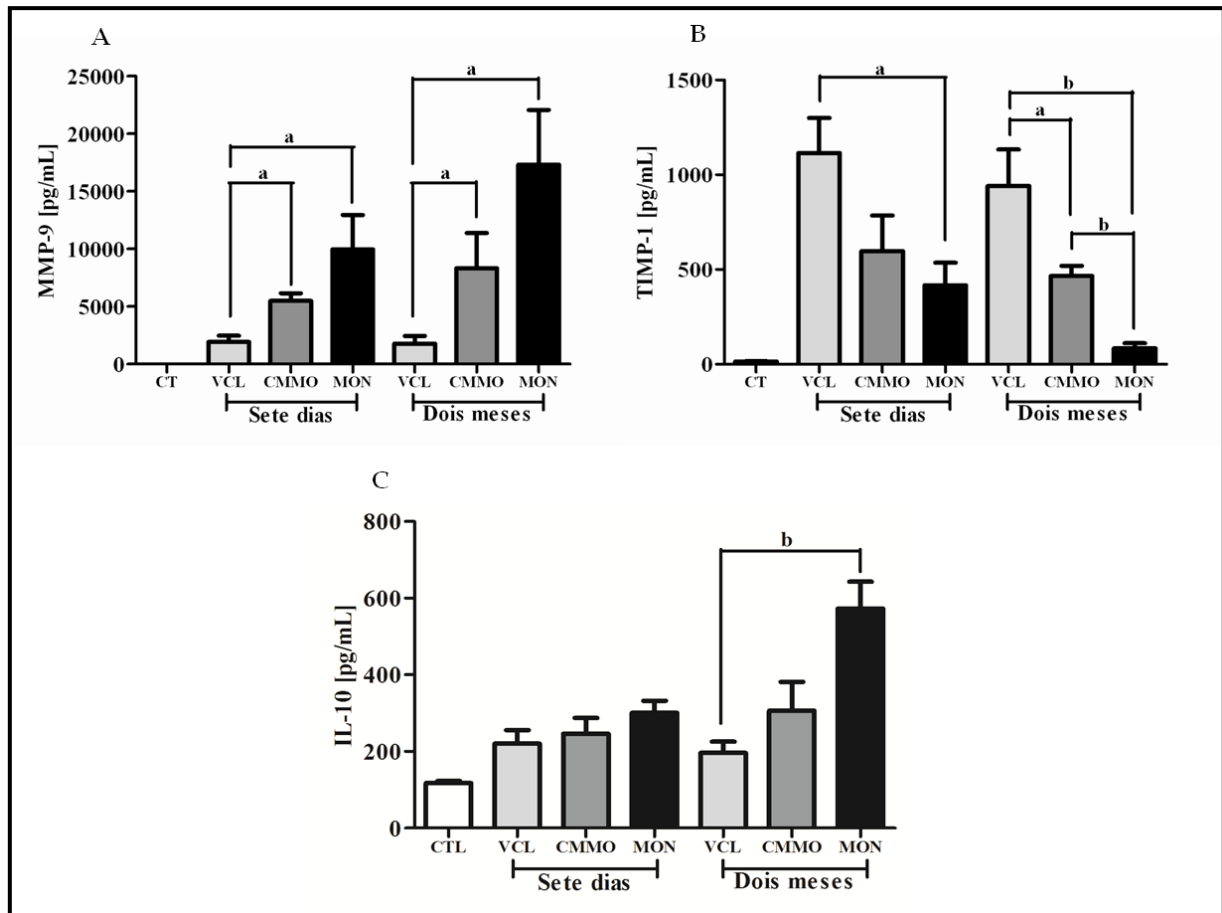 A
MMP-9 [pg/mL]
25000
20000
15000
10000
5000
0
a
a
a
a
CT VCL CMMO MON VCL CMMO MON
Sete dias Dois meses
B
TIMP-1 [pg/mL]
1500
1000
500
0
a
b
a
b
CT VCL CMMO MON VCL CMMO MON
Sete dias Dois meses
C
IL-10 [pg/mL]
800
600
400
200
0
b
CTL VCL CMMO MON VCL CMMO MON
Sete dias Dois meses